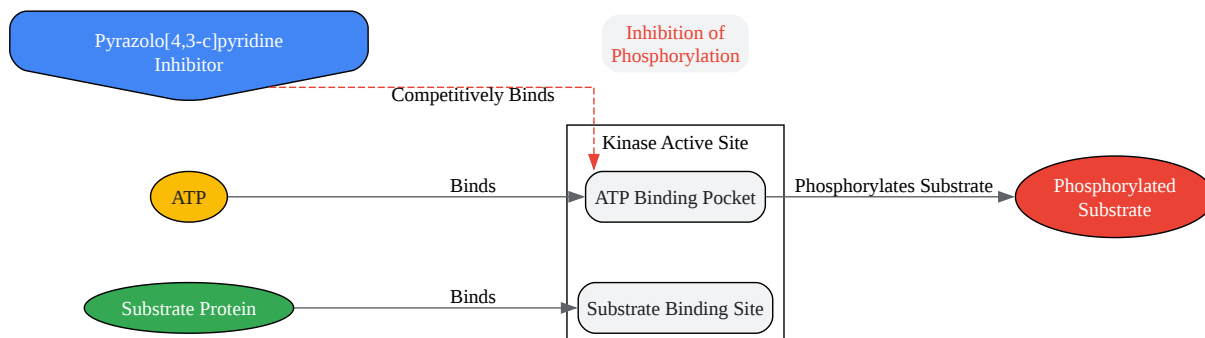 Pyrazolo[4,3-c]pyridine
Inhibitor
Inhibition of
Phosphorylation
Competitively Binds
Kinase Active Site
ATP
Binds
ATP Binding Pocket
Phosphorylates Substrate
Phosphorylated
Substrate
Substrate Protein
Binds
Substrate Binding Site